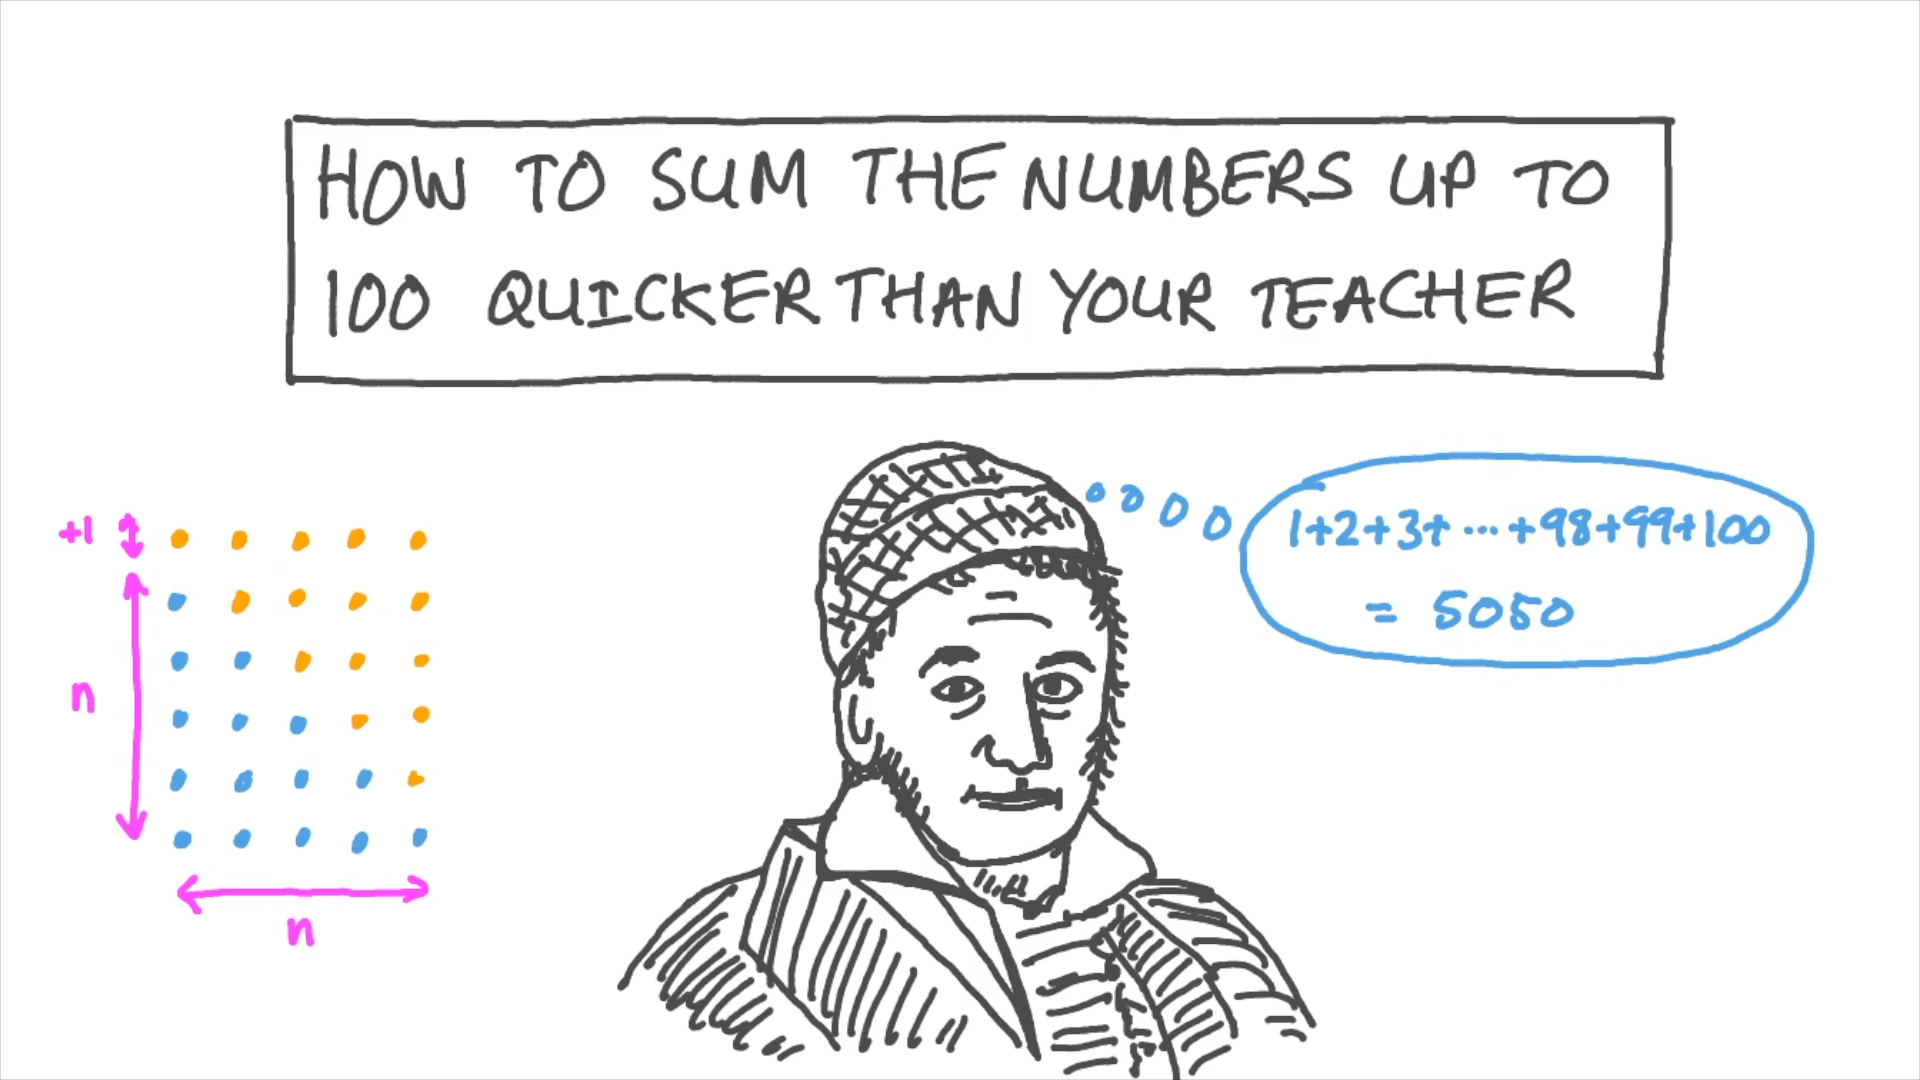 HOW TO SUM THE NUMBERS UP TO
100 QUICKER THAN YOUR TEACHER
1+2+3+ ... +98+99+100
= 5050
+1
n
n